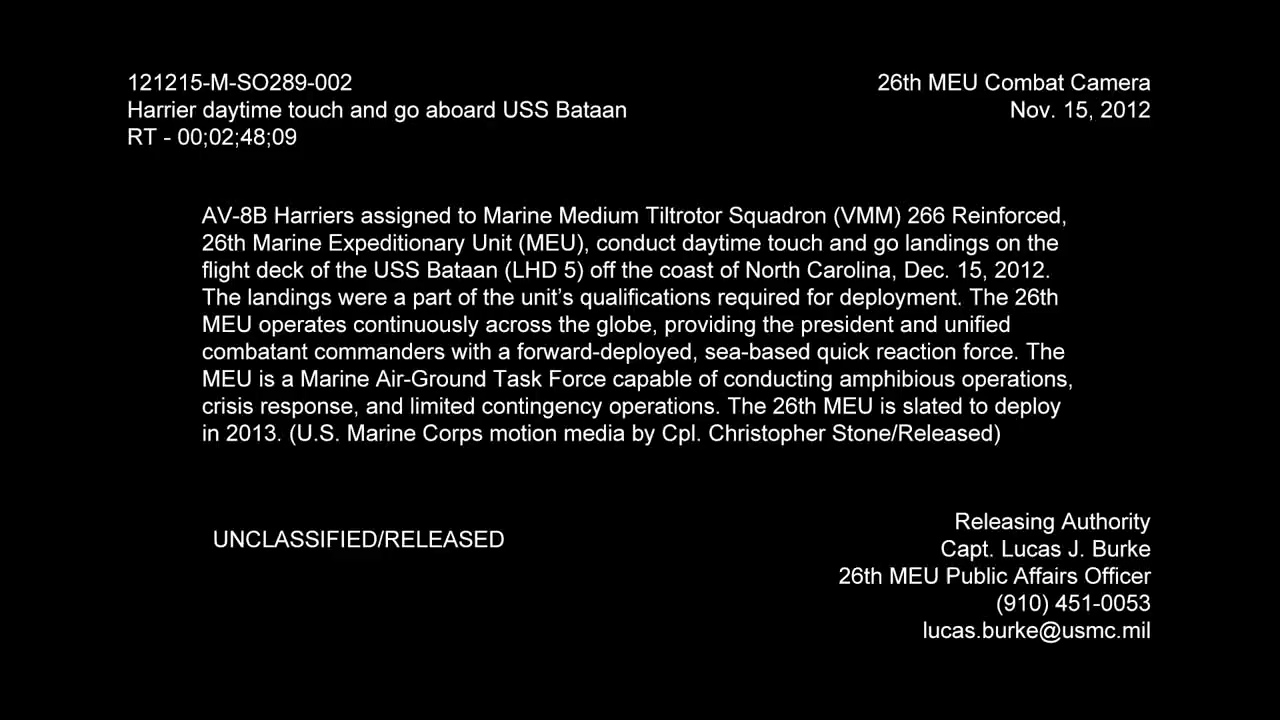 121215-M-SO289-002
Harrier daytime touch and go aboard USS Bataan
RT - 00;02;48;09
26th MEU Combat Camera
Nov. 15, 2012
AV-8B Harriers assigned to Marine Medium Tiltrotor Squadron (VMM) 266 Reinforced,
26th Marine Expeditionary Unit (MEU), conduct daytime touch and go landings on the
flight deck of the USS Bataan (LHD 5) off the coast of North Carolina, Dec. 15, 2012.
The landings were a part of the unit’s qualifications required for deployment. The 26th
MEU operates continuously across the globe, providing the president and unified
combatant commanders with a forward-deployed, sea-based quick reaction force. The
MEU is a Marine Air-Ground Task Force capable of conducting amphibious operations,
crisis response, and limited contingency operations. The 26th MEU is slated to deploy
in 2013. (U.S. Marine Corps motion media by Cpl. Christopher Stone/Released)
UNCLASSIFIED/RELEASED
Releasing Authority
Capt. Lucas J. Burke
26th MEU Public Affairs Officer
(910) 451-0053
lucas.burke@usmc.mil